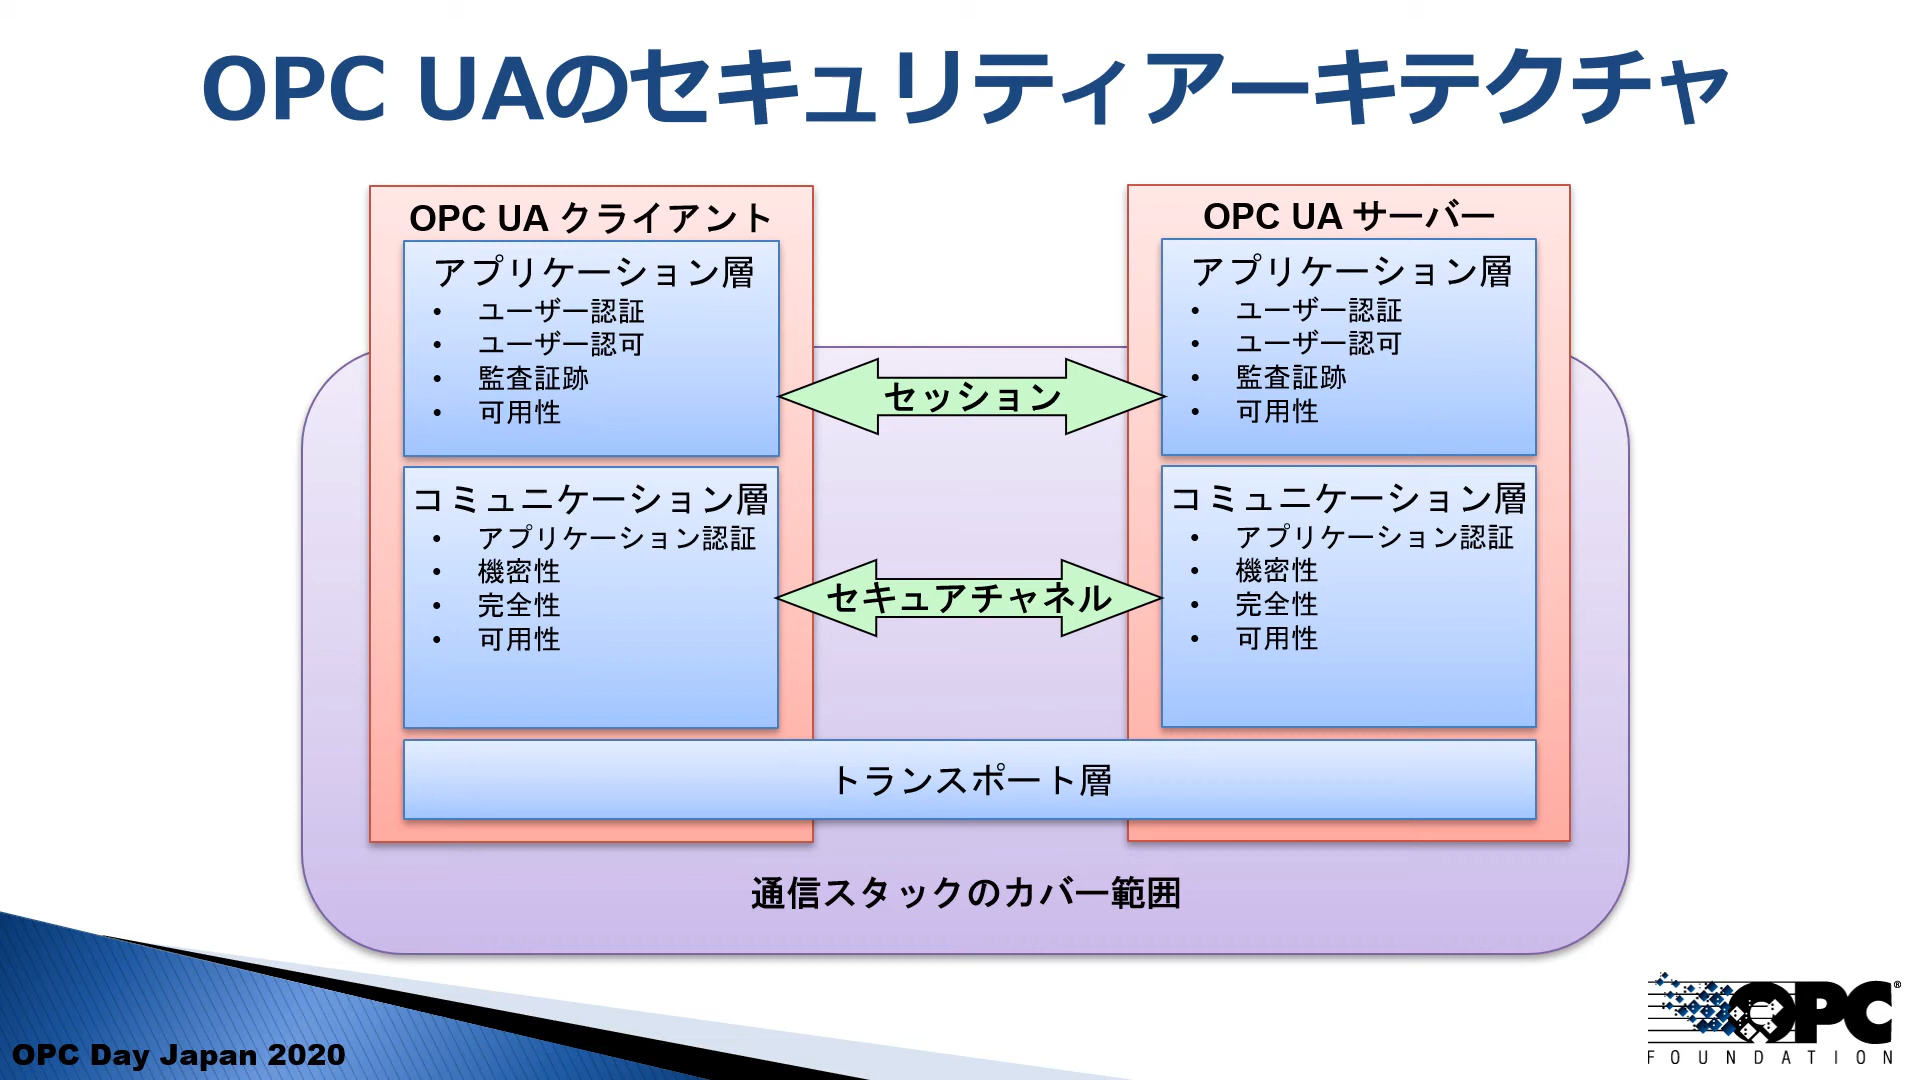 OPC UAのセキュリティアーキテクチャ
OPC UA クライアント
アプリケーション層
• ユーザー認証
• ユーザー認可
• 監査証跡
• 可用性
コミュニケーション層
• アプリケーション認証
• 機密性
• 完全性
• 可用性
セッション
セキュアチャネル
OPC UA サーバー
アプリケーション層
• ユーザー認証
• ユーザー認可
• 監査証跡
• 可用性
コミュニケーション層
• アプリケーション認証
• 機密性
• 完全性
• 可用性
トランスポート層
通信スタックのカバー範囲
OPC Day Japan 2020
OPC®
FOUNDATION